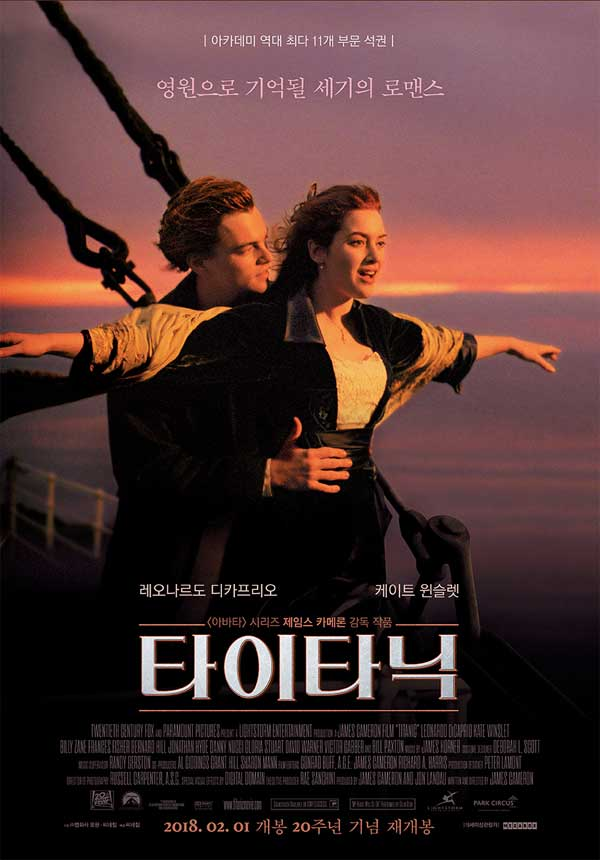 | 아카데미 역대 최다 11개 부문 석권 |
영원으로 기억될 세기의 로맨스
레오나르도 디카프리오 케이트 윈슬렛
〈아바타〉 시리즈 제임스 카메론 감독 작품
타이타닉
TWENTIETH CENTURY FOX AND PARAMOUNT PICTURES PRESENT A LIGHTSTORM ENTERTAINMENT PRODUCTION A JAMES CAMERON FILM "TITANIC" LEONARDO DiCAPRIO KATE WINSLET
BILLY ZANE FRANCES FISHER BERNARD HILL JONATHAN HYDE DANNY NUCCI GLORIA STUART DAVID WARNER VICTOR GARBER AND BILL PAXTON MUSIC BY JAMES HORNER COSTUME DESIGNER DEBORAH L. SCOTT
MUSIC SUPERVISOR RANDY GERSTON CO-PRODUCERS AL GIDDINGS GRANT HILL SHARON MANN FILM EDITORS CONRAD BUFF, A.C.E. JAMES CAMERON RICHARD A. HARRIS PRODUCTION DESIGNER PETER LAMONT
DIRECTOR OF PHOTOGRAPHY RUSSELL CARPENTER, A.S.C. SPECIAL VISUAL EFFECTS BY DIGITAL DOMAIN EXECUTIVE PRODUCER RAE SANCHINI PRODUCED BY JAMES CAMERON AND JON LANDAU WRITTEN AND DIRECTED BY JAMES CAMERON
LIGHTSTORM
PARK CIRCUS
2018. 02. 01 개봉 20주년 기념 재개봉